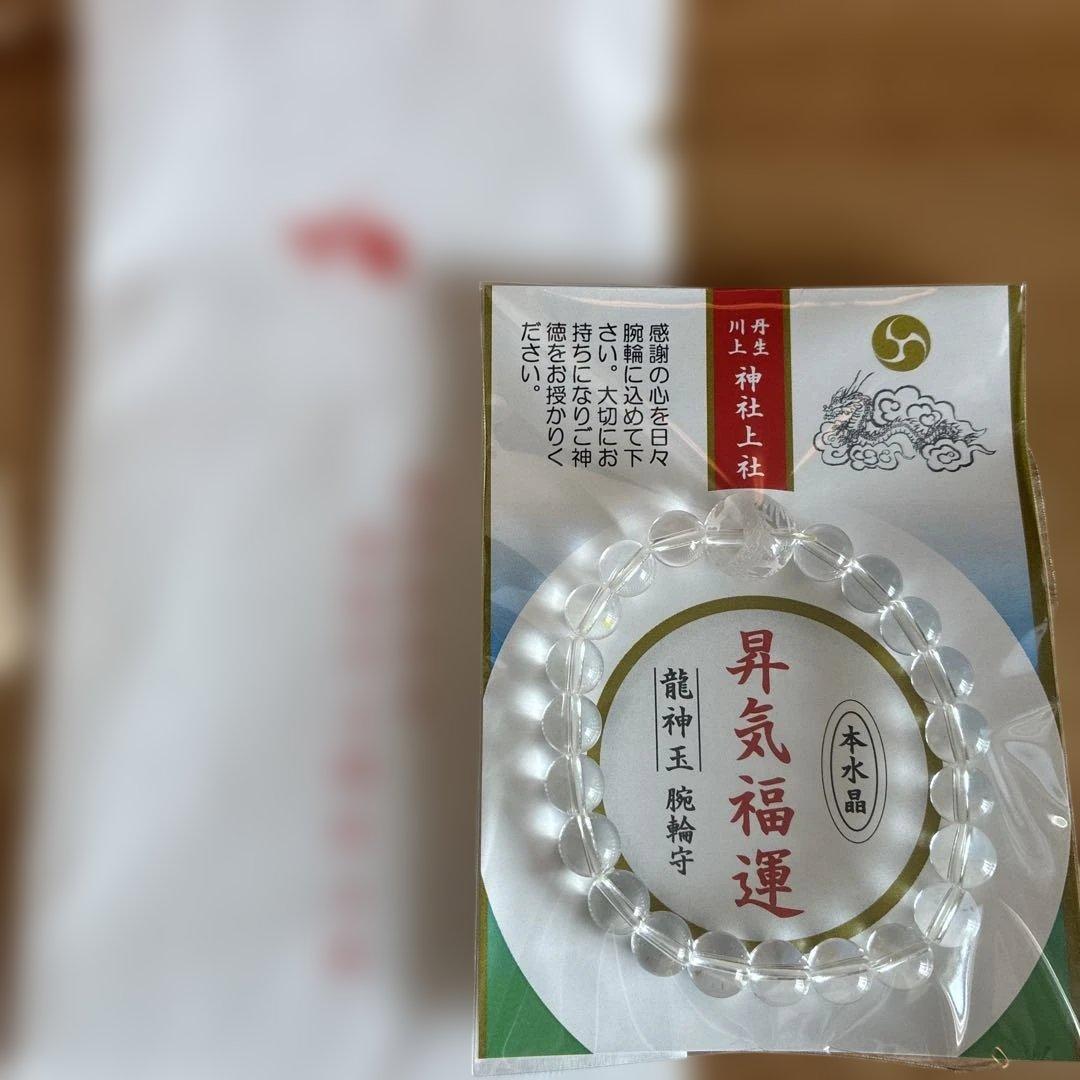 丹生
川上
神社上社
感謝の心を日々
腕輪に込めて下
さい。大切にお
持ちになりご神
徳をお授かりく
ださい。
本水晶
昇気福運
龍神玉 腕輪守